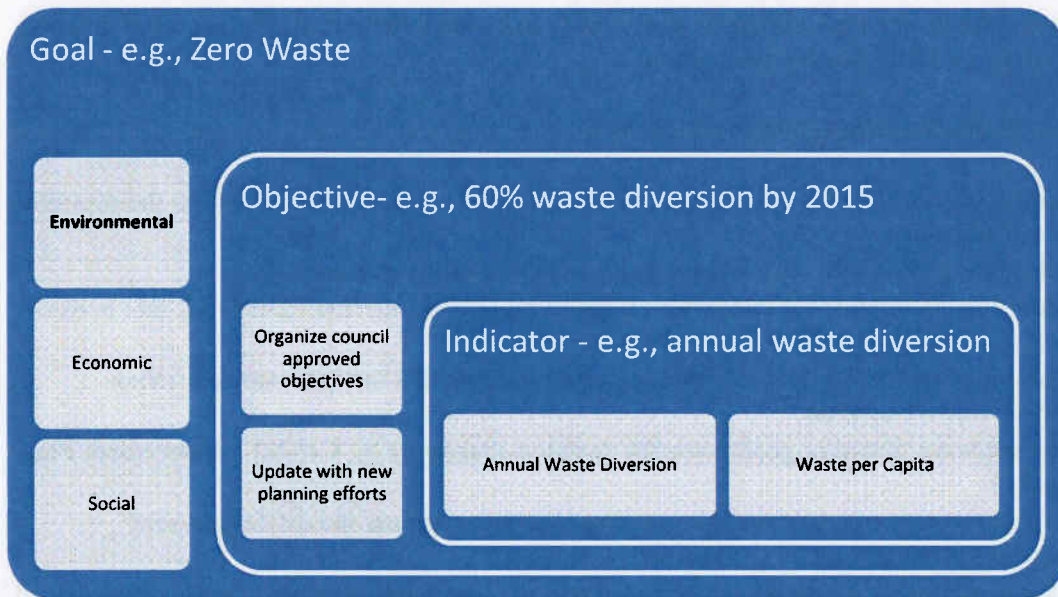 Goal - e.g., Zero Waste
Environmental
Economic
Social
Objective- e.g., 60% waste diversion by 2015
Organize council
approved
objectives
Update with new
planning efforts
Indicator - e.g., annual waste diversion
Annual Waste Diversion
Waste per Capita